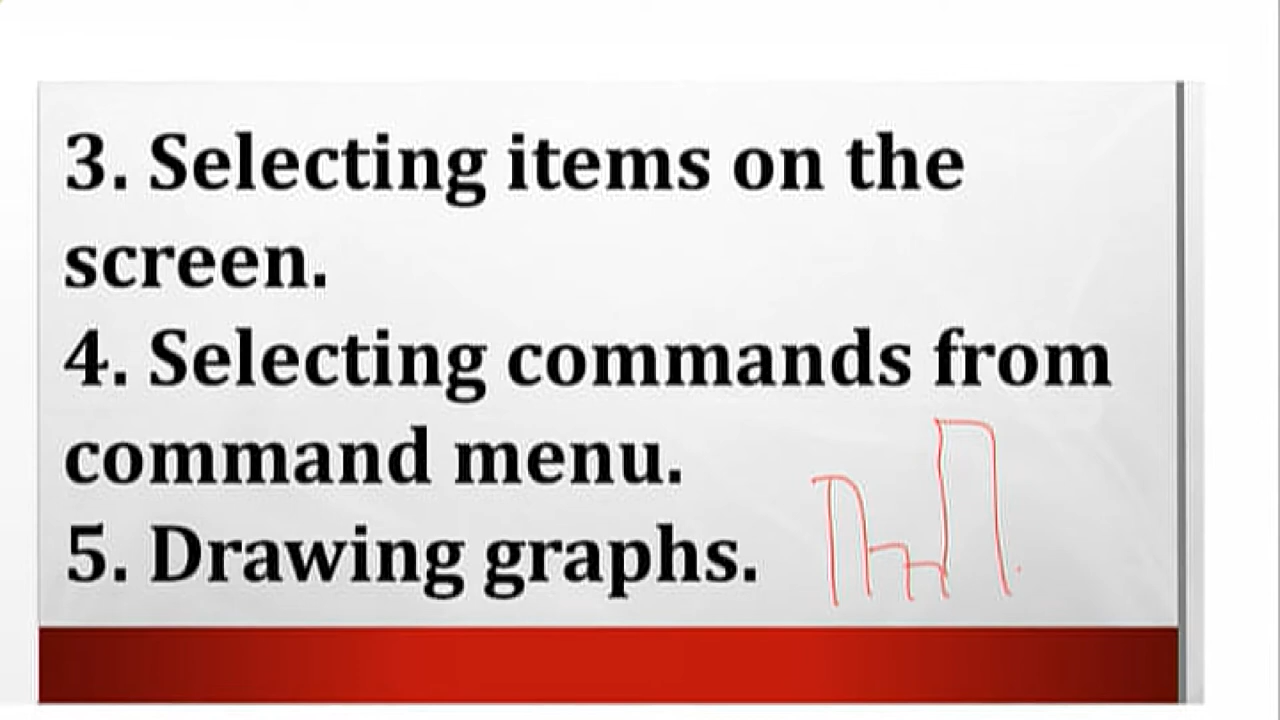 3. Selecting items on the
screen.
4. Selecting commands from
command menu.
5. Drawing graphs.